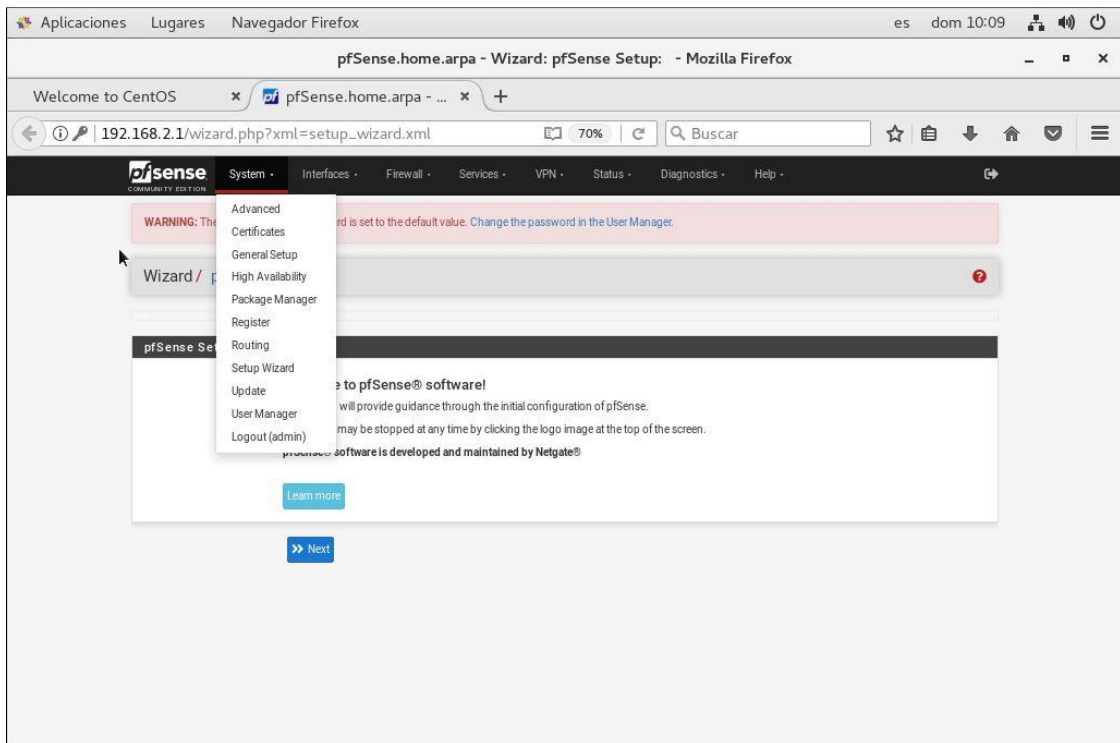 Aplicaciones Lugares Navegador Firefox es dom 10:09
pfSense.home.arpa - Wizard: pfSense Setup: - Mozilla Firefox
Welcome to CentOS pfSense.home.arpa - ...
192.168.2.1/wizard.php?xml=setup_wizard.xml 70% Buscar
pfsense System Interfaces Firewall Services VPN Status Diagnostics Help
COMMUNITY EDITION
Advanced
WARNING: The rd is set to the default value. Change the password in the User Manager.
Certificates
General Setup
High Availability
Wizard / p
Package Manager
Register
Routing
pfSense Set
Setup Wizard
e to pfSense® software!
Update
will provide guidance through the initial configuration of pfSense.
User Manager
may be stopped at any time by clicking the logo image at the top of the screen.
Logout (admin)
pfSense® software is developed and maintained by Netgate®
Learn more
Next